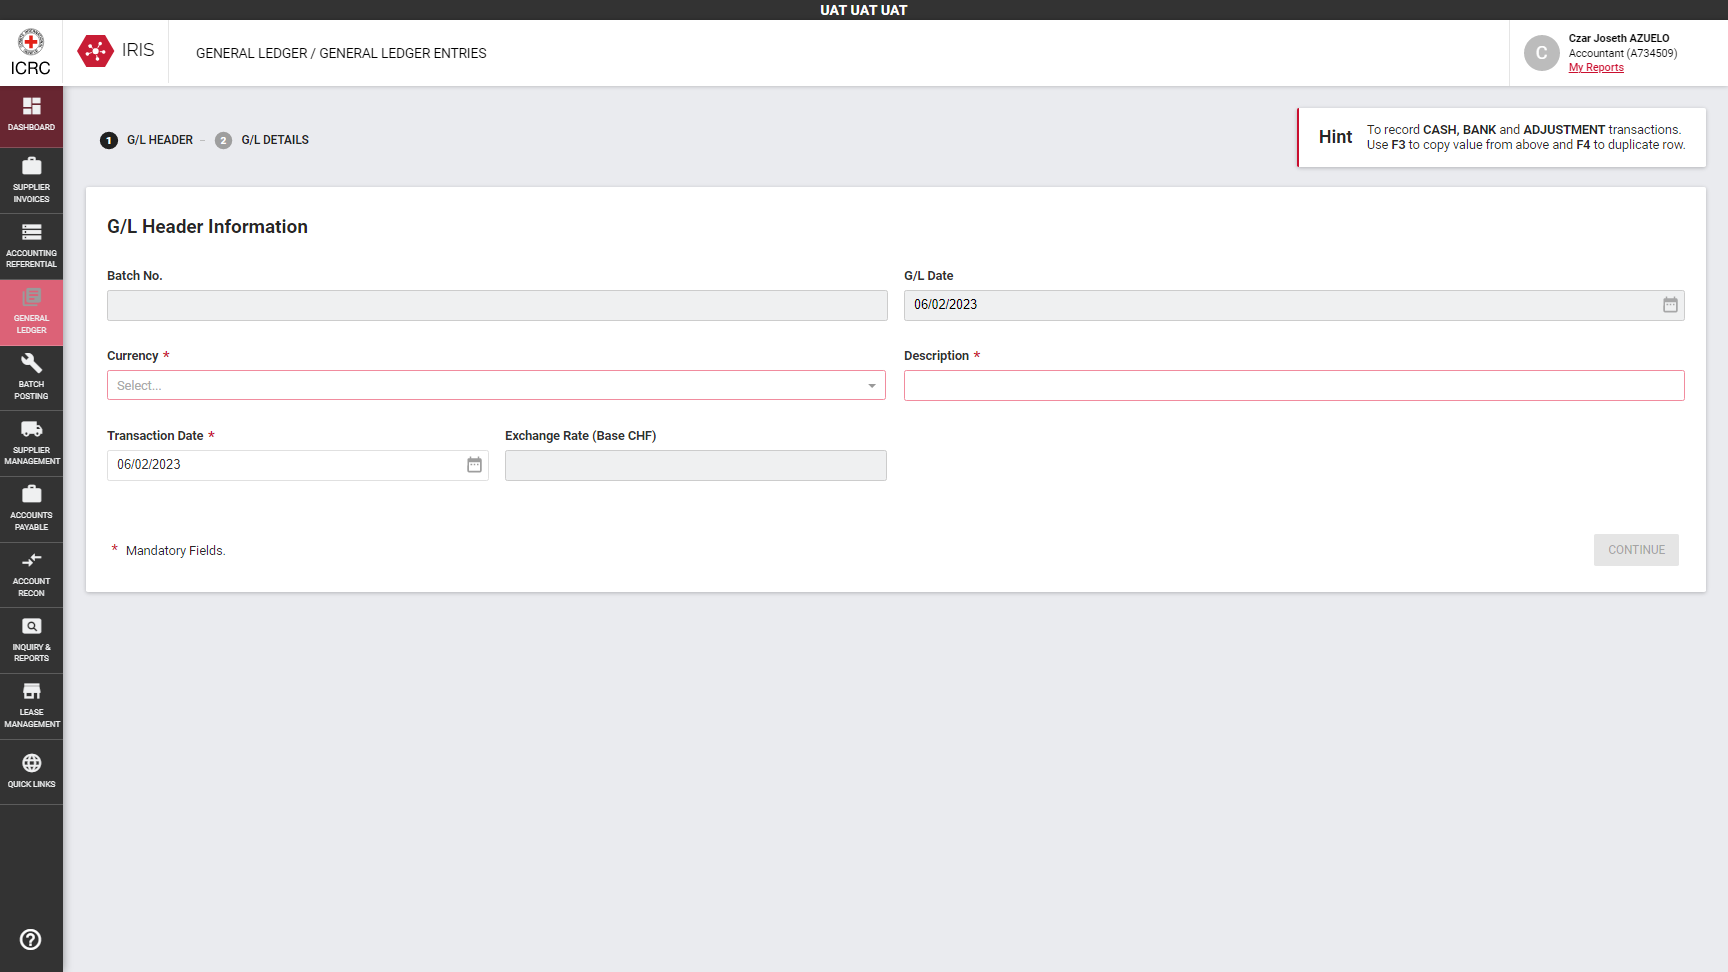 UAT UAT UAT
ICRC
IRIS
GENERAL LEDGER / GENERAL LEDGER ENTRIES
C
Czar Joseth AZUELO
Accountant (A734509)
My Reports
DASHBOARD
SUPPLIER
INVOICES
ACCOUNTING
REFERENTIAL
GENERAL
LEDGER
BATCH
POSTING
SUPPLIER
MANAGEMENT
ACCOUNTS
PAYABLE
ACCOUNT
RECON
INQUIRY &
REPORTS
LEASE
MANAGEMENT
QUICK LINKS
1 G/L HEADER – 2 G/L DETAILS
Hint
To record CASH, BANK and ADJUSTMENT transactions.
Use F3 to copy value from above and F4 to duplicate row.
G/L Header Information
Batch No.
G/L Date
06/02/2023
Currency *
Select...
Description *
Transaction Date *
06/02/2023
Exchange Rate (Base CHF)
* Mandatory Fields.
CONTINUE